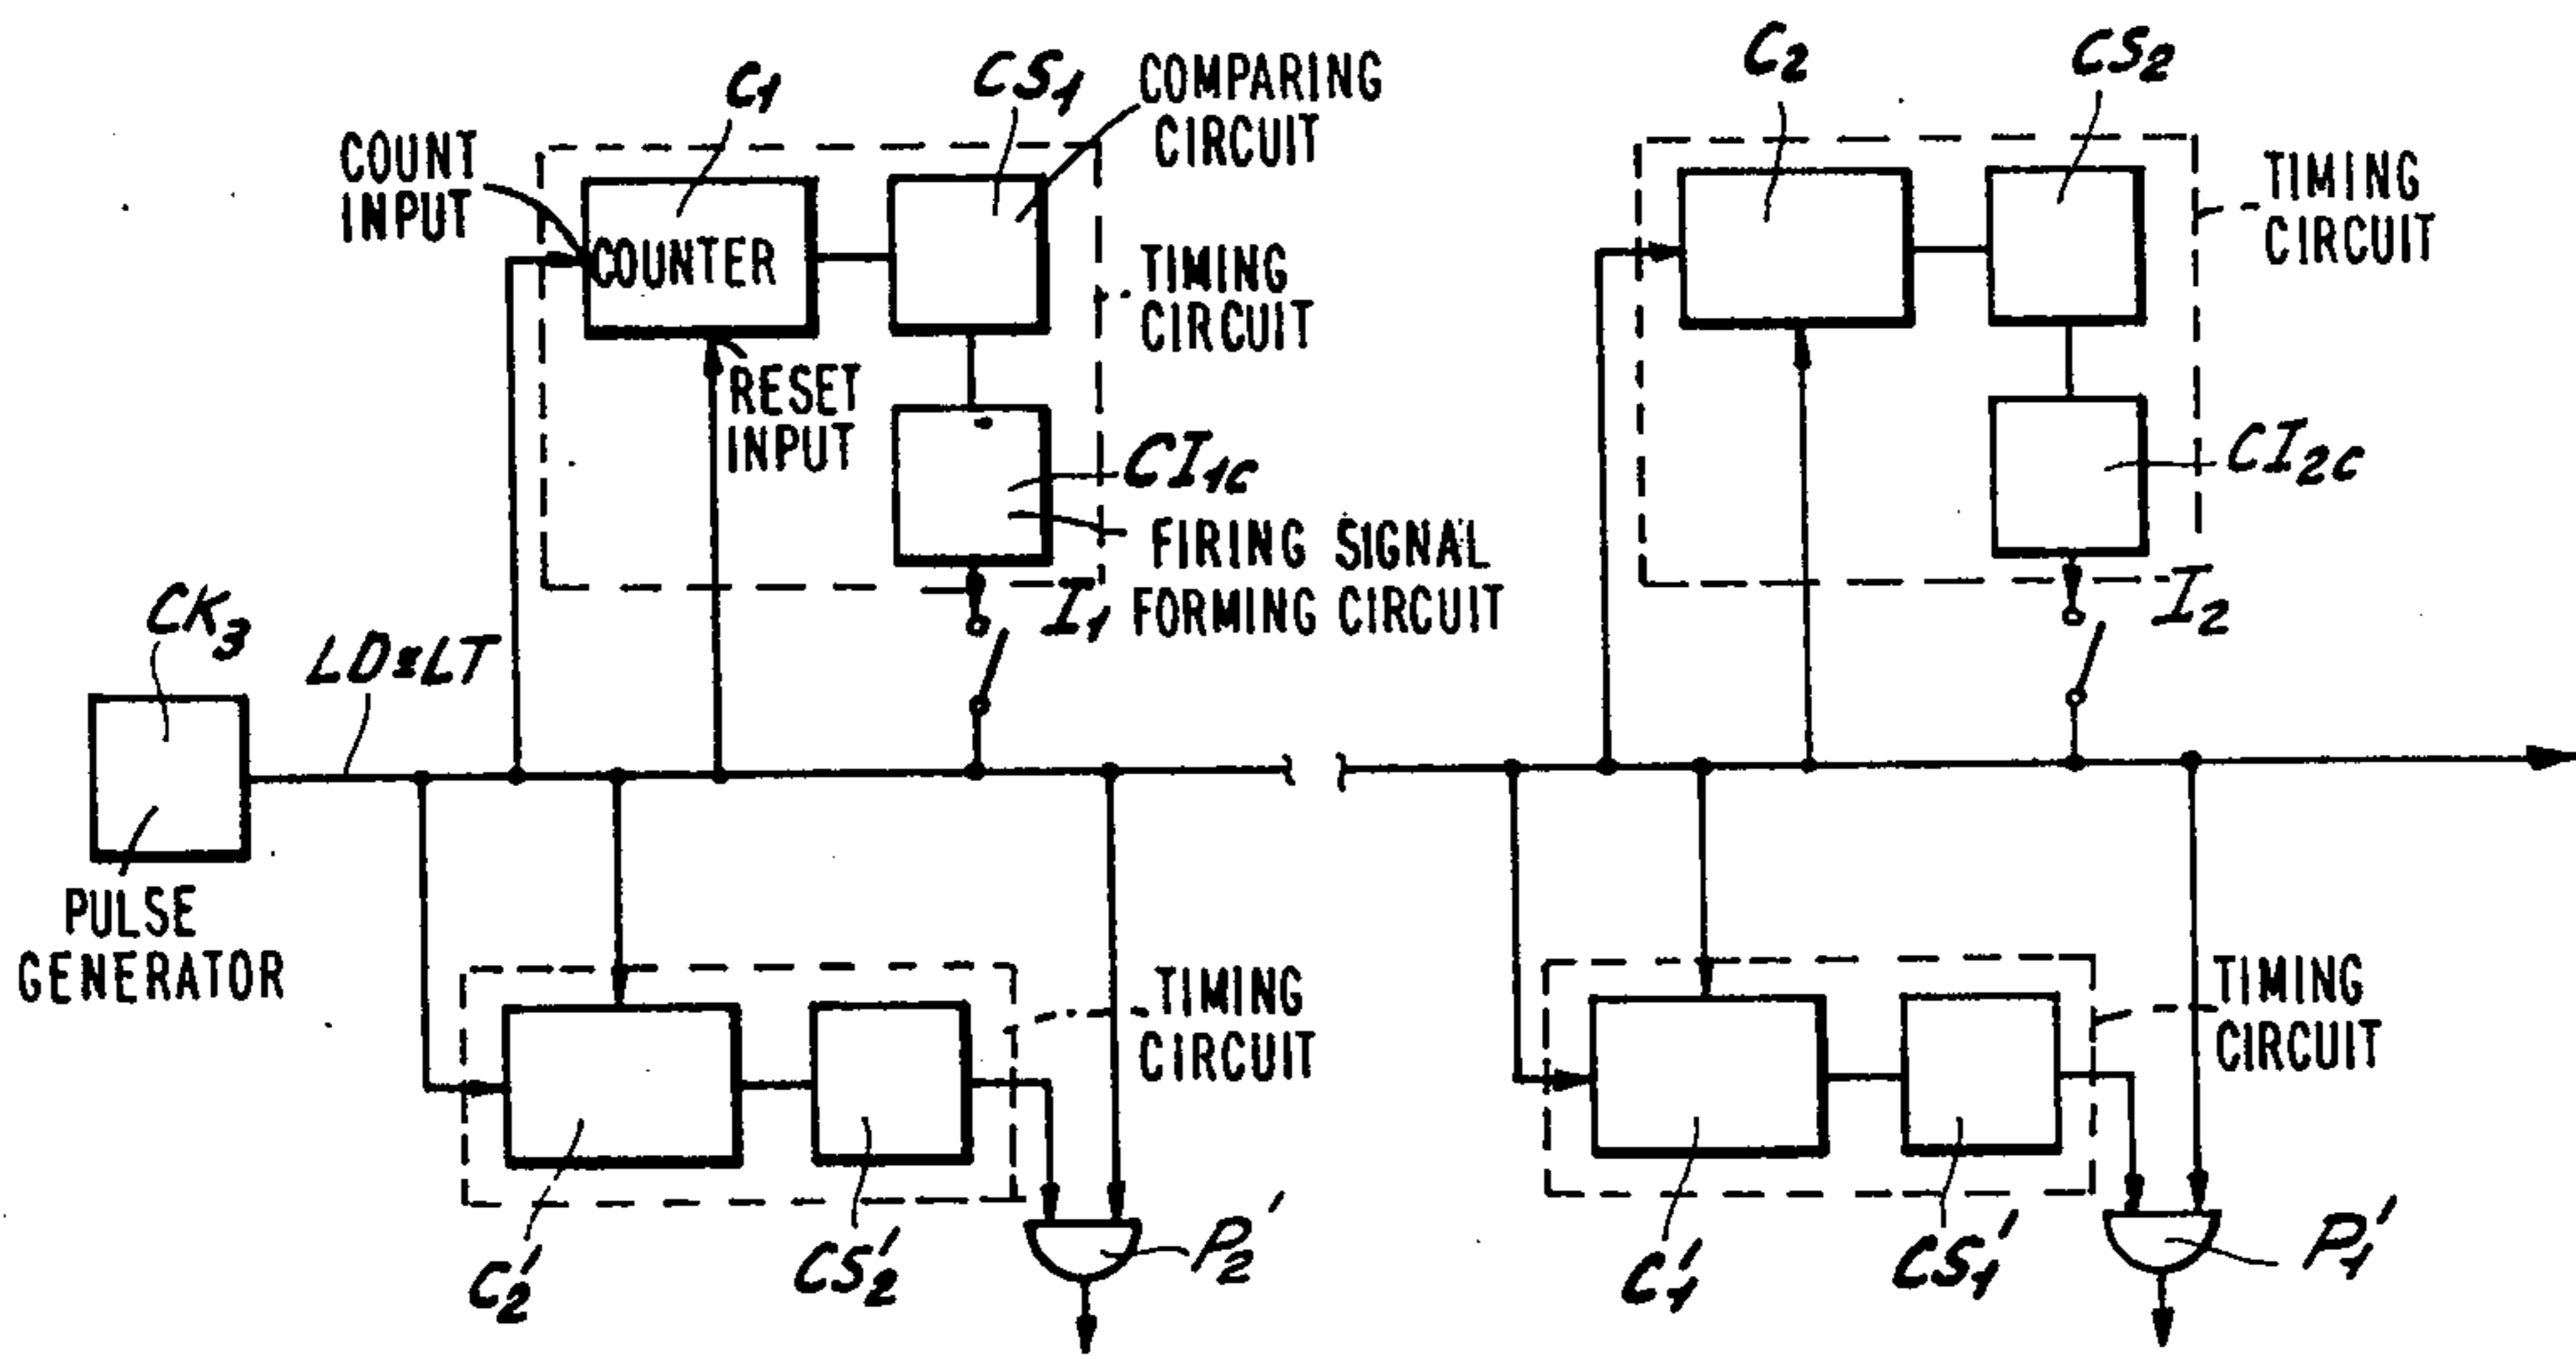 C1
CS1
COMPARING
CIRCUIT
COUNT
INPUT
COUNTER
RESET
INPUT
TIMING
CIRCUIT
CI1C
FIRING SIGNAL
FORMING CIRCUIT
I1
C2
CS2
TIMING
CIRCUIT
CI2C
I2
CK3
LD=LT
PULSE
GENERATOR
TIMING
CIRCUIT
C2'
CS2'
P2'
TIMING
CIRCUIT
C1'
CS1'
P1'